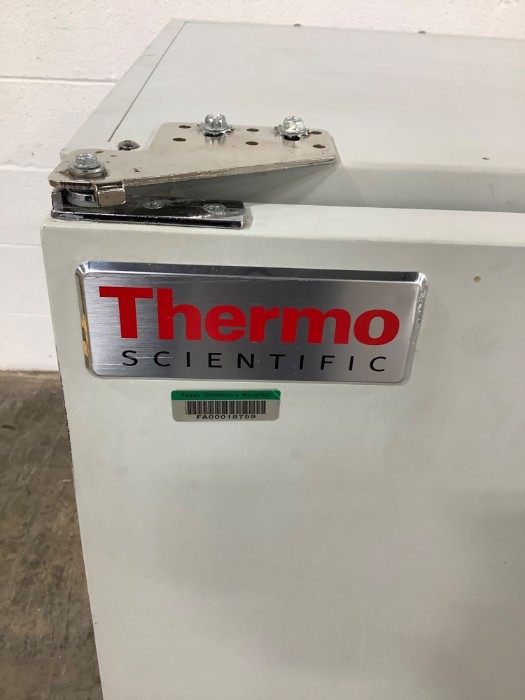 Thermo
SCIENTIFIC
Texas Children's Hospital
FA00018789